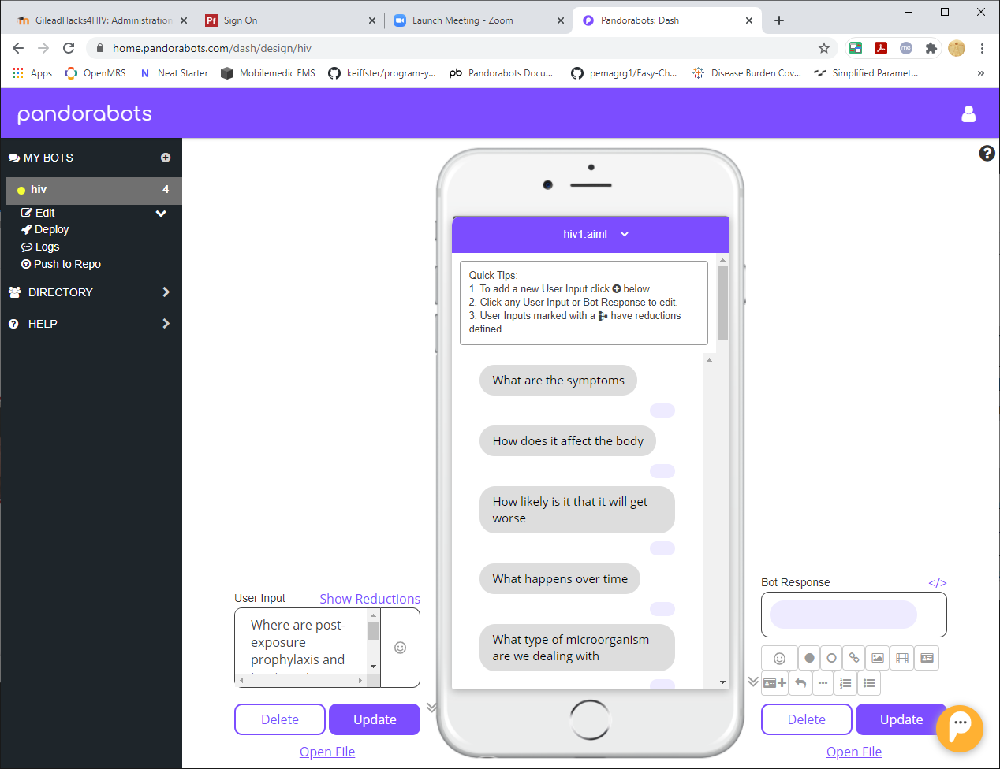 GileadHacks4HIV: Administration
Sign On
Launch Meeting - Zoom
Pandorabots: Dash
home.pandorabots.com/dash/design/hiv
Apps
OpenMRS
Neat Starter
Mobilemedic EMS
keiffster/program-y...
Pandorabots Docu...
pemagrg1/Easy-Ch...
Disease Burden Cov...
Simplified Paramet...
pandorabots
MY BOTS
hiv 4
Edit
Deploy
Logs
Push to Repo
DIRECTORY
HELP
hiv1.aiml
Quick Tips:
1. To add a new User Input click below.
2. Click any User Input or Bot Response to edit.
3. User Inputs marked with a have reductions
defined.
What are the symptoms
How does it affect the body
How likely is it that it will get
worse
What happens over time
What type of microorganism
are we dealing with
User Input Show Reductions
Where are post-
exposure
prophylaxis and
Delete Update
Open File
Bot Response </>
Delete Update
Open File